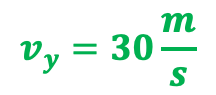 v_y = 30 m/s